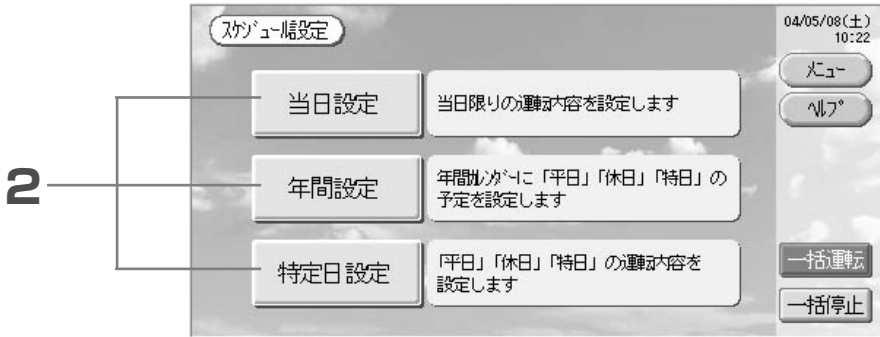 スケジュール設定
04/05/08(土)
10:22
メニュー
ヘルプ
当日設定
当日限りの運転内容を設定します
2
年間設定
年間カレンダーに「平日」「休日」「特日」の
予定を設定します
特定日設定
「平日」「休日」「特日」の運転内容を
設定します
一括運転
一括停止